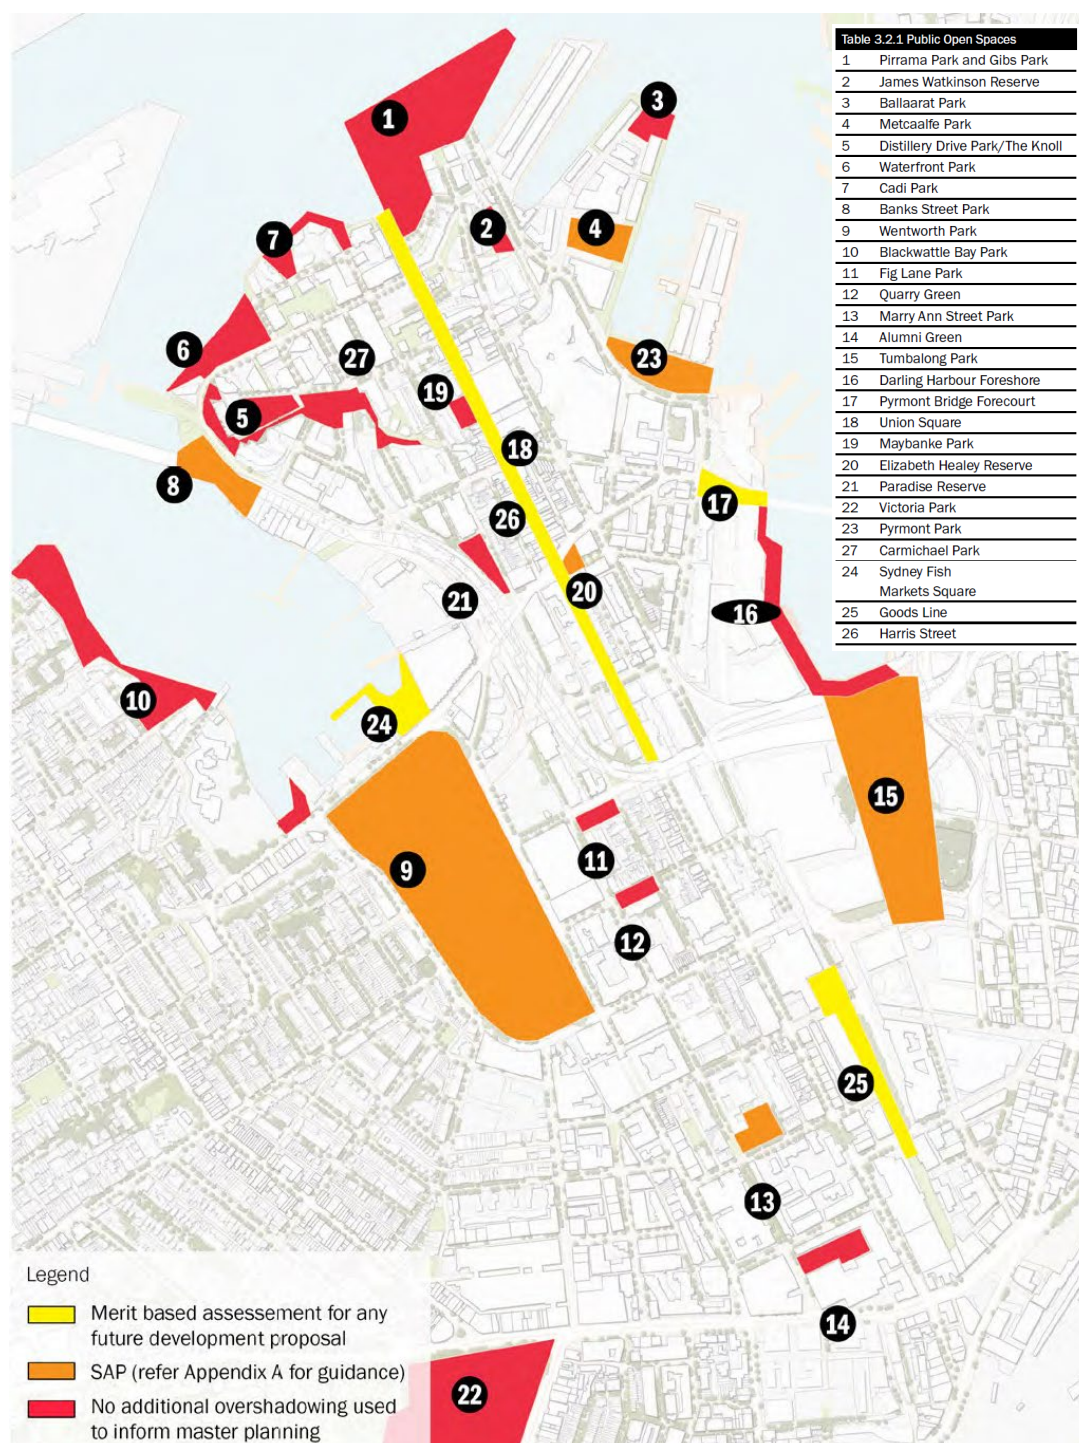 Table 3.2.1 Public Open Spaces
1 Pirrama Park and Gibs Park
2 James Watkinson Reserve
3 Ballaarat Park
4 Metcaalfe Park
5 Distillery Drive Park/The Knoll
6 Waterfront Park
7 Cadi Park
8 Banks Street Park
9 Wentworth Park
10 Blackwattle Bay Park
11 Fig Lane Park
12 Quarry Green
13 Marry Ann Street Park
14 Alumni Green
15 Tumbalong Park
16 Darling Harbour Foreshore
17 Pyrmont Bridge Forecourt
18 Union Square
19 Maybanke Park
20 Elizabeth Healey Reserve
21 Paradise Reserve
22 Victoria Park
23 Pyrmont Park
27 Carmichael Park
24 Sydney Fish
Markets Square
25 Goods Line
26 Harris Street
1
3
2
4
7
6
27
23
19
5
18
8
17
26
20
21
16
10
24
15
9
11
12
25
13
14
22
Legend
Merit based assessement for any
future development proposal
SAP (refer Appendix A for guidance)
No additional overshadowing used
to inform master planning